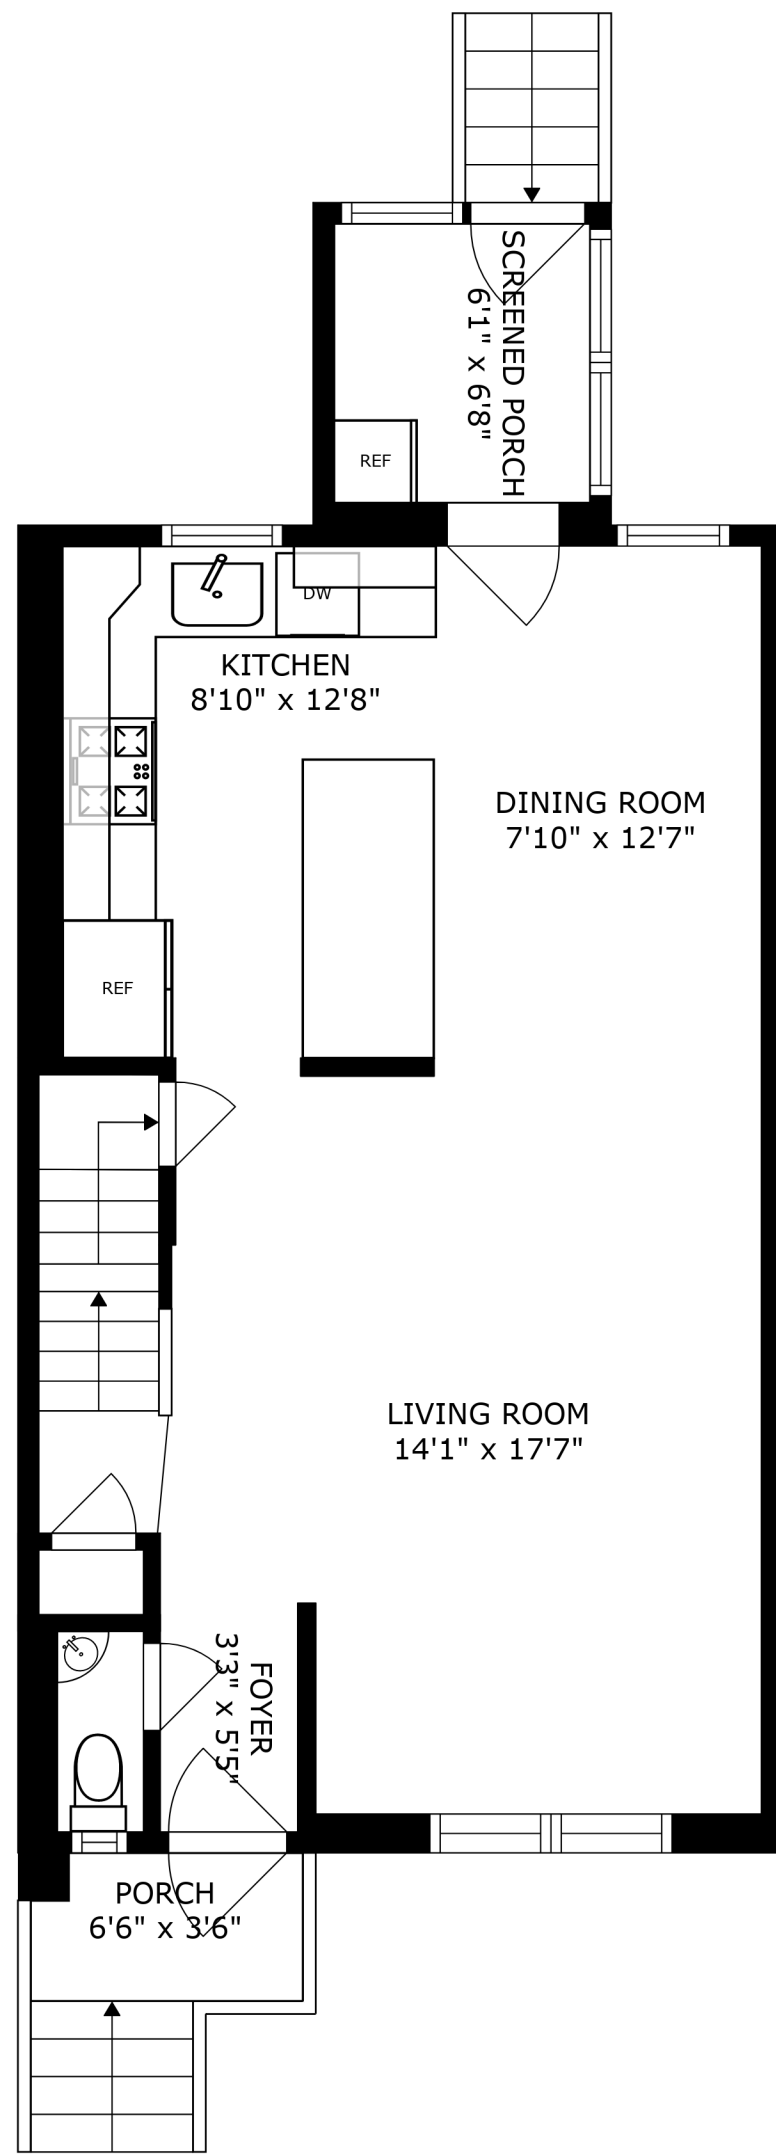 SCREENED PORCH
6'1" x 6'8"
REF
DW
KITCHEN
8'10" x 12'8"
DINING ROOM
7'10" x 12'7"
REF
LIVING ROOM
14'1" x 17'7"
FOYER
3'3" x 5'5"
PORCH
6'6" x 3'6"